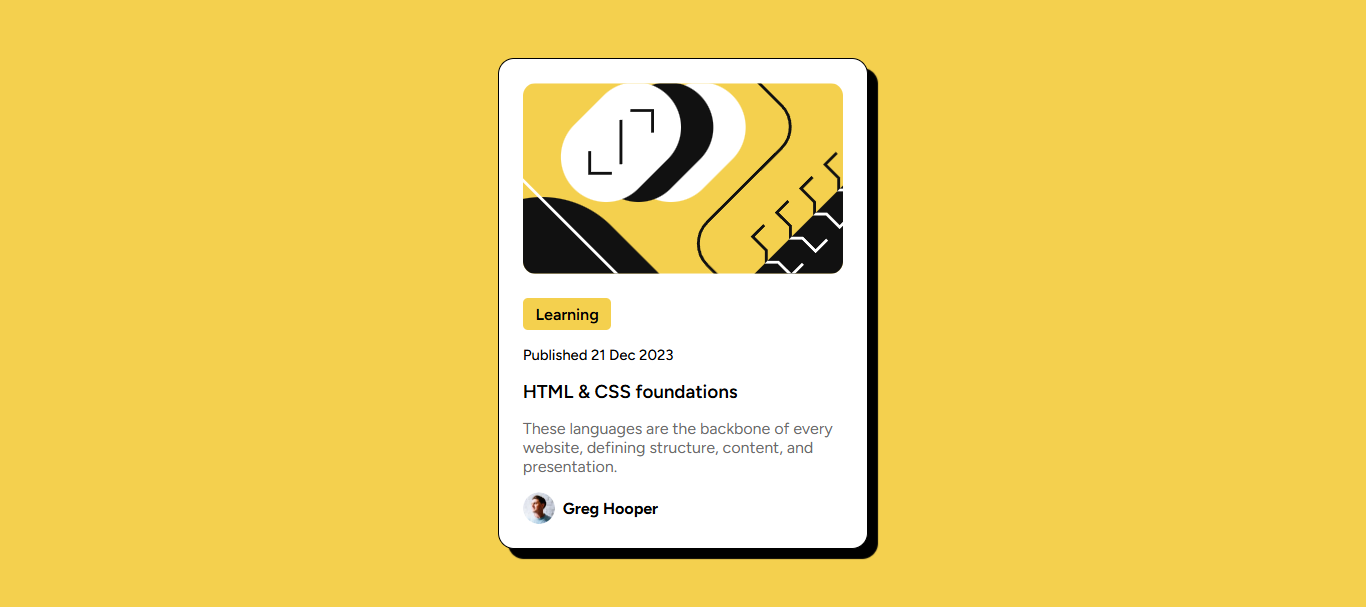 Learning
Published 21 Dec 2023
HTML & CSS foundations
These languages are the backbone of every
website, defining structure, content, and
presentation.
Greg Hooper